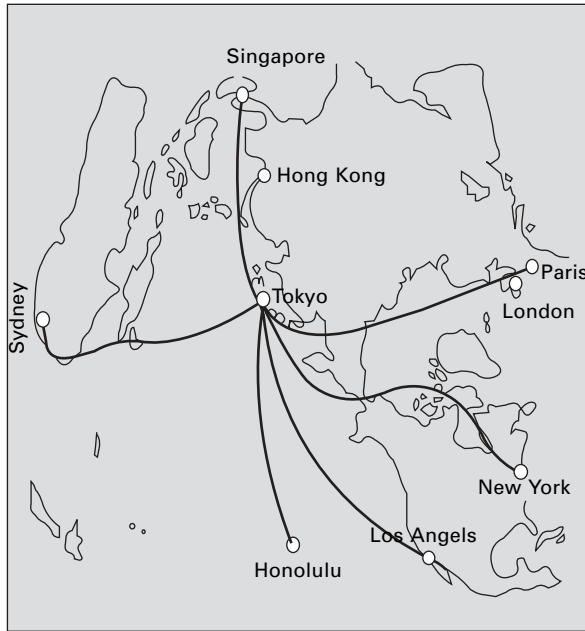 Singapore
Hong Kong
Tokyo
Paris
London
Sydney
New York
Los Angels
Honolulu